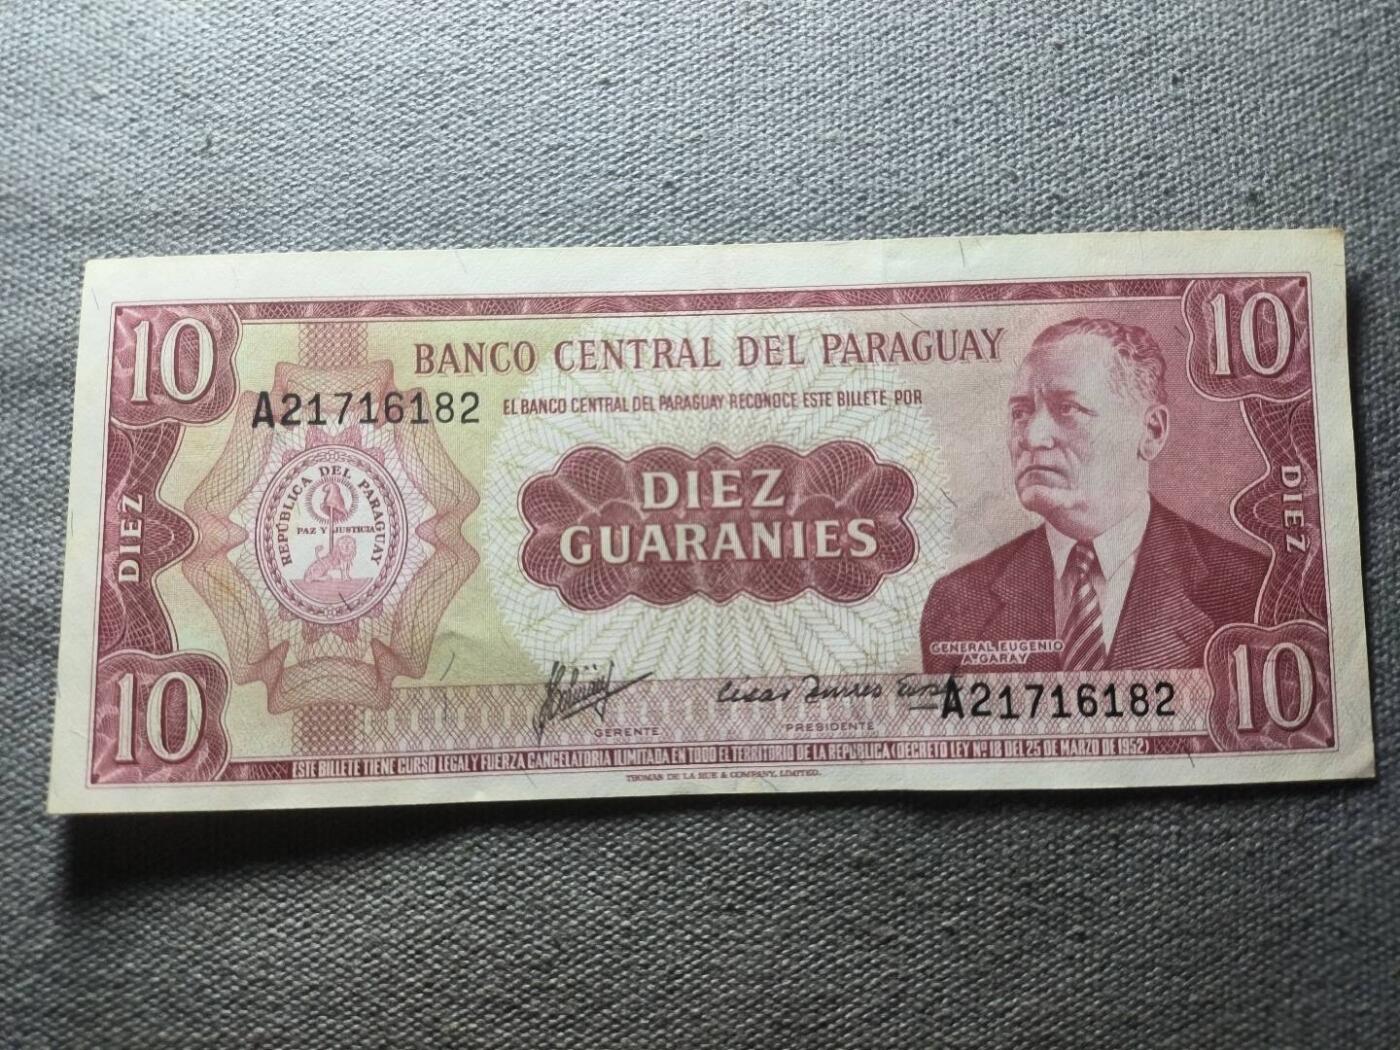 10
10
BANCO CENTRAL DEL PARAGUAY
A21716182
EL BANCO CENTRAL DEL PARAGUAY RECONOCE ESTE BILLETE POR
REPÚBLICA DEL PARAGUAY
PAZ Y JUSTICIA
DIEZ
DIEZ
GUARANIES
DIEZ
GENERAL EUGENIO
A. GARAY
A21716182
GERENTE
PRESIDENTE
10
10
ESTE BILLETE TIENE CURSO LEGAL Y FUERZA CANCELATORIA ILIMITADA EN TODO EL TERRITORIO DE LA REPUBLICA (DECRETO LEY Nº 18 DEL 25 DE MARZO DE 1952)
THOMAS DE LA RUE & COMPANY, LIMITED.